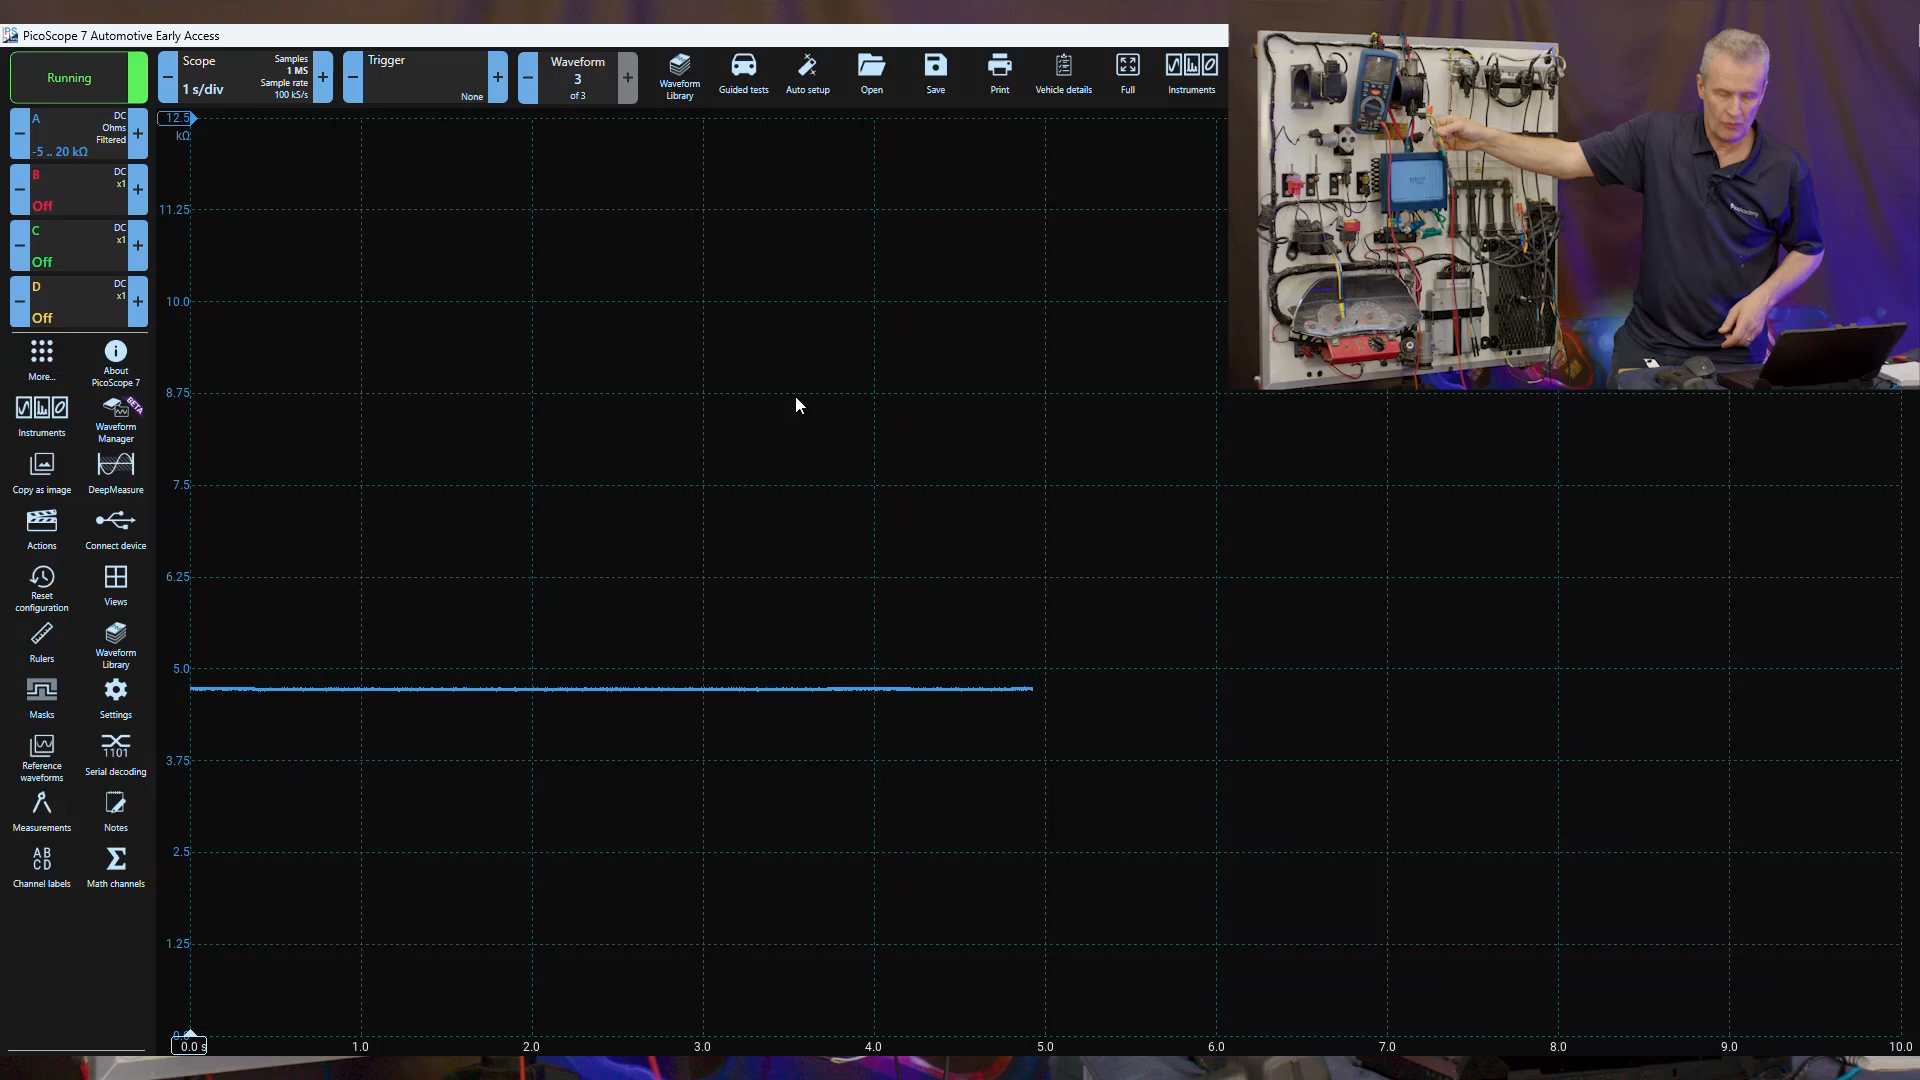 PicoScope 7 Automotive Early Access
Running
Scope
1 s/div
Samples
1 MS
Sample rate
100 kS/s
Trigger
None
Waveform
3
of 3
Waveform
Library
Guided tests
Auto setup
Open
Save
Print
Vehicle details
Full
Instruments
A
DC
Ohms
Filtered
-5 .. 20 kΩ
B
DC
x1
Off
C
DC
x1
Off
D
DC
x1
Off
More...
About
PicoScope 7
Instruments
BETA
Waveform
Manager
Copy as image
DeepMeasure
Actions
Connect device
Reset
configuration
Views
Rulers
Waveform
Library
Masks
Settings
Reference
waveforms
1101
Serial decoding
Measurements
Notes
AB
CD
Channel labels
Math channels
12.5
kΩ
11.25
10.0
8.75
7.5
6.25
5.0
3.75
2.5
1.25
0.0 s
1.0
2.0
3.0
4.0
5.0
6.0
7.0
8.0
9.0
10.0